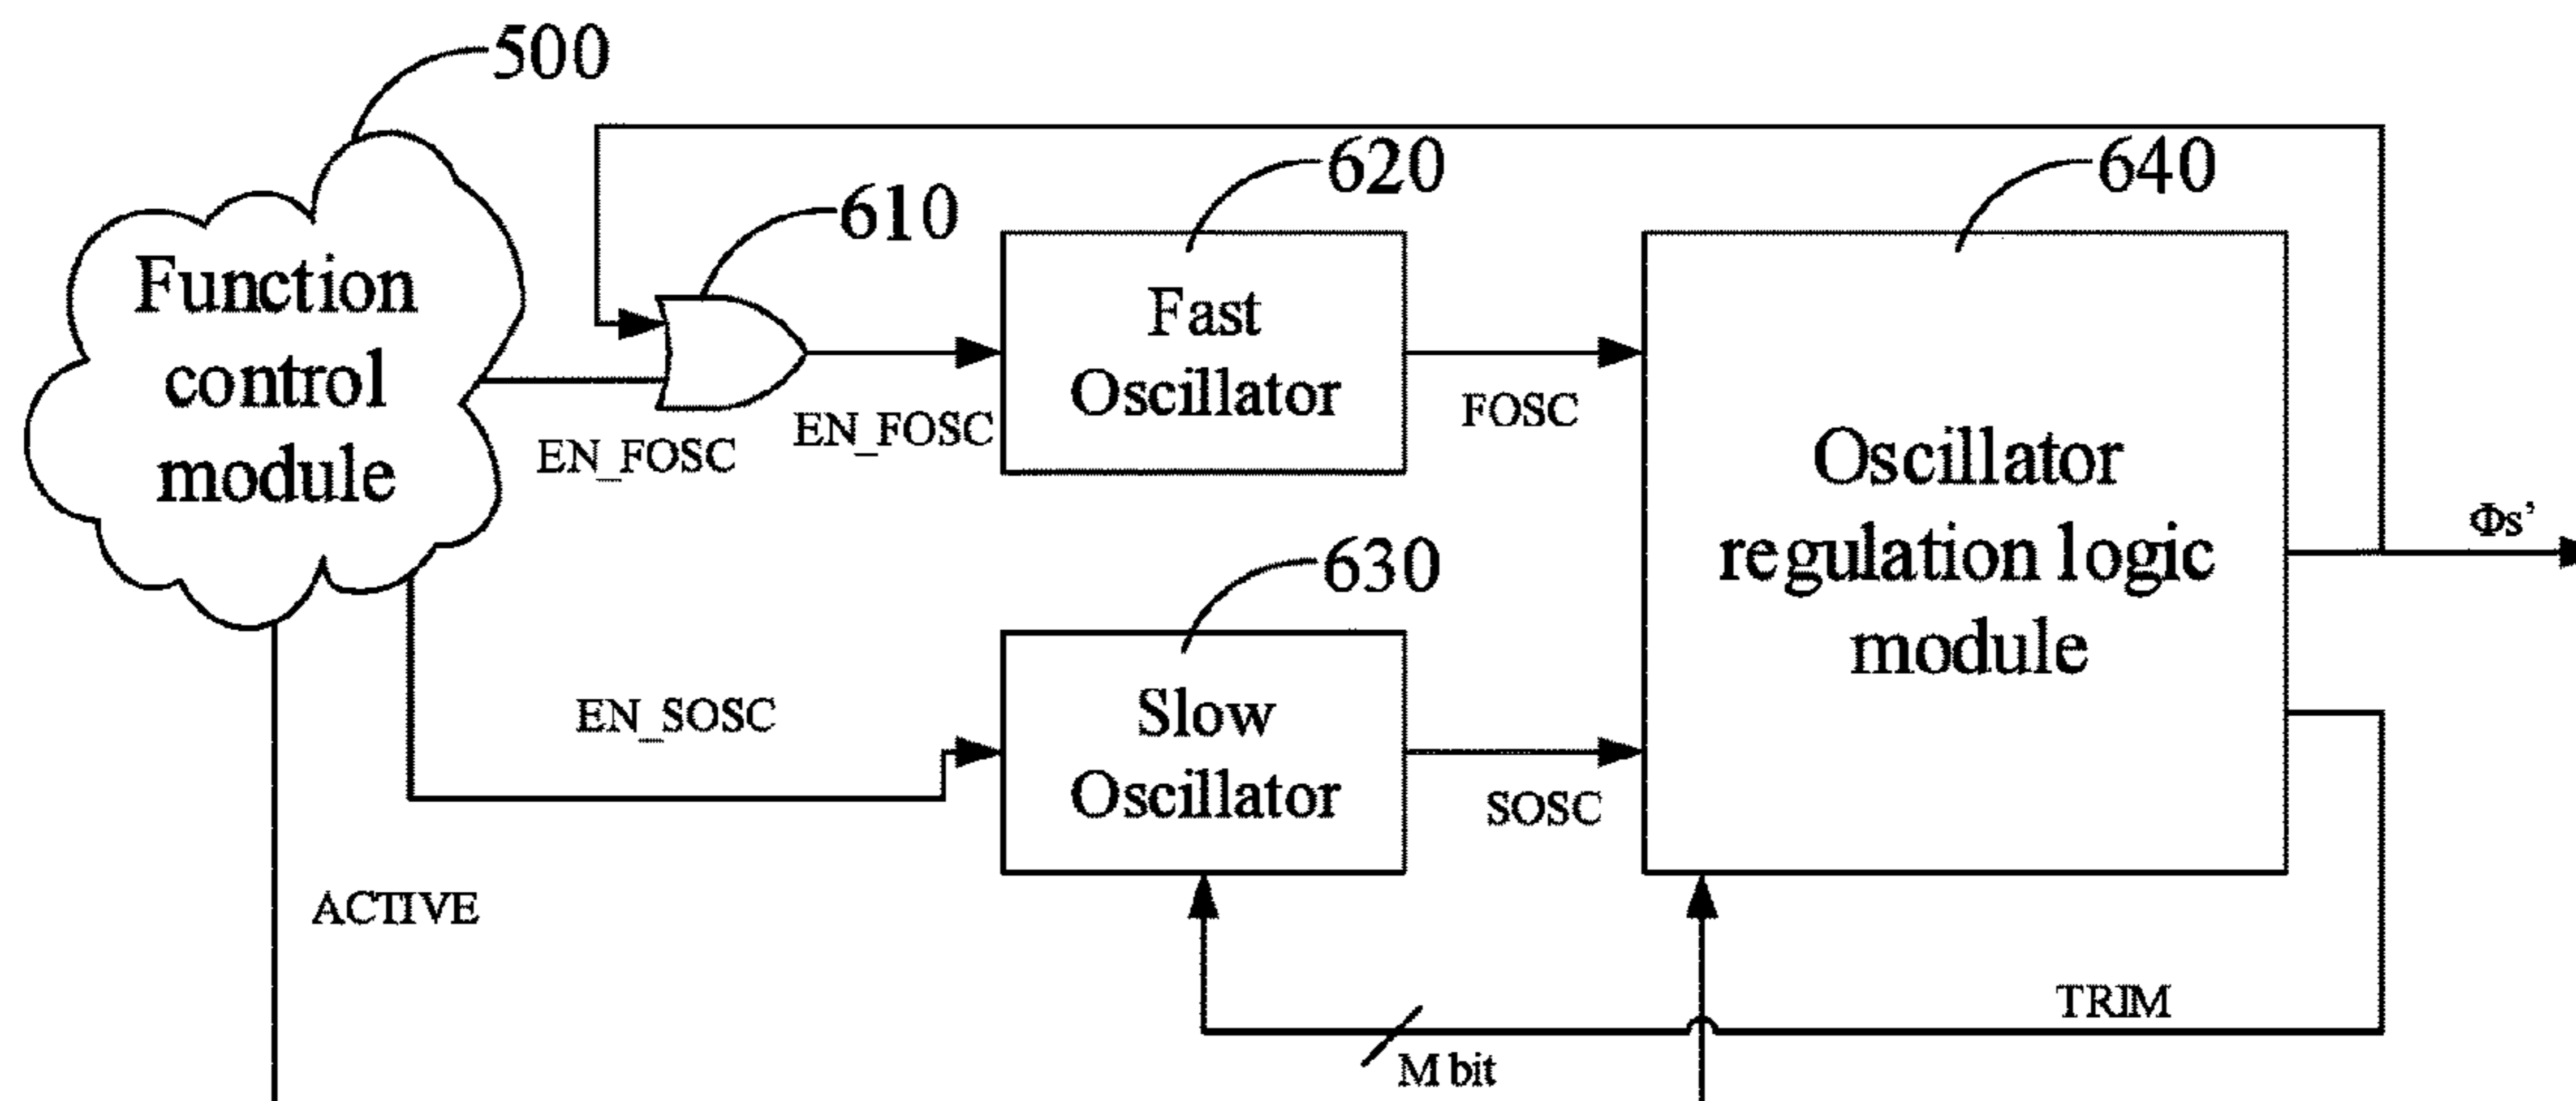 500
620
640
610
Function
control
module
Fast
Oscillator
EN_FOSC
EN_FOSC
FOSC
Oscillator
regulation logic
module
Φs’
630
EN_SOSC
Slow
Oscillator
SOSC
ACTIVE
TRIM
M bit